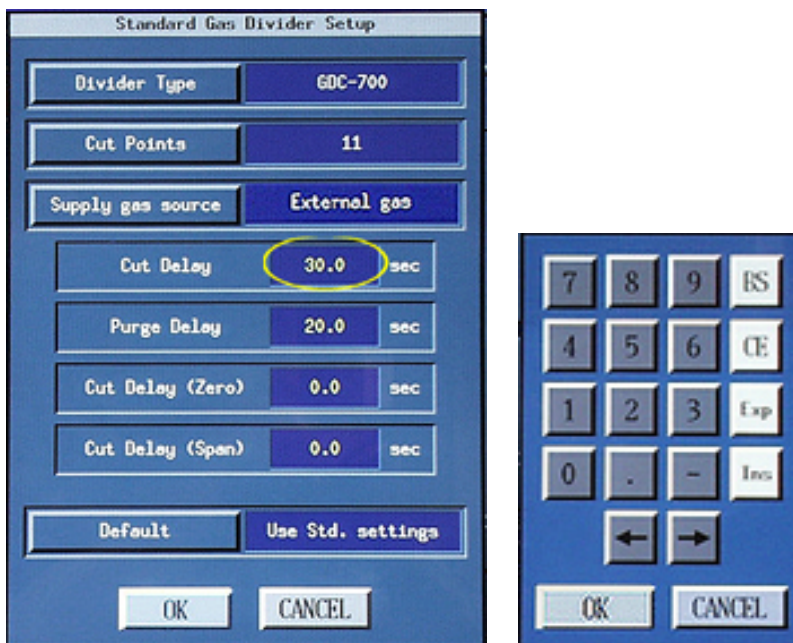 Standard Gas Divider Setup
Divider Type GDC-700
Cut Points 11
Supply gas source External gas
Cut Delay 30.0 sec
Purge Delay 20.0 sec
Cut Delay (Zero) 0.0 sec
Cut Delay (Span) 0.0 sec
Default Use Std. settings
OK CANCEL
7 8 9 BS
4 5 6 CE
1 2 3 Exp
0 . - Ins
← →
OK CANCEL